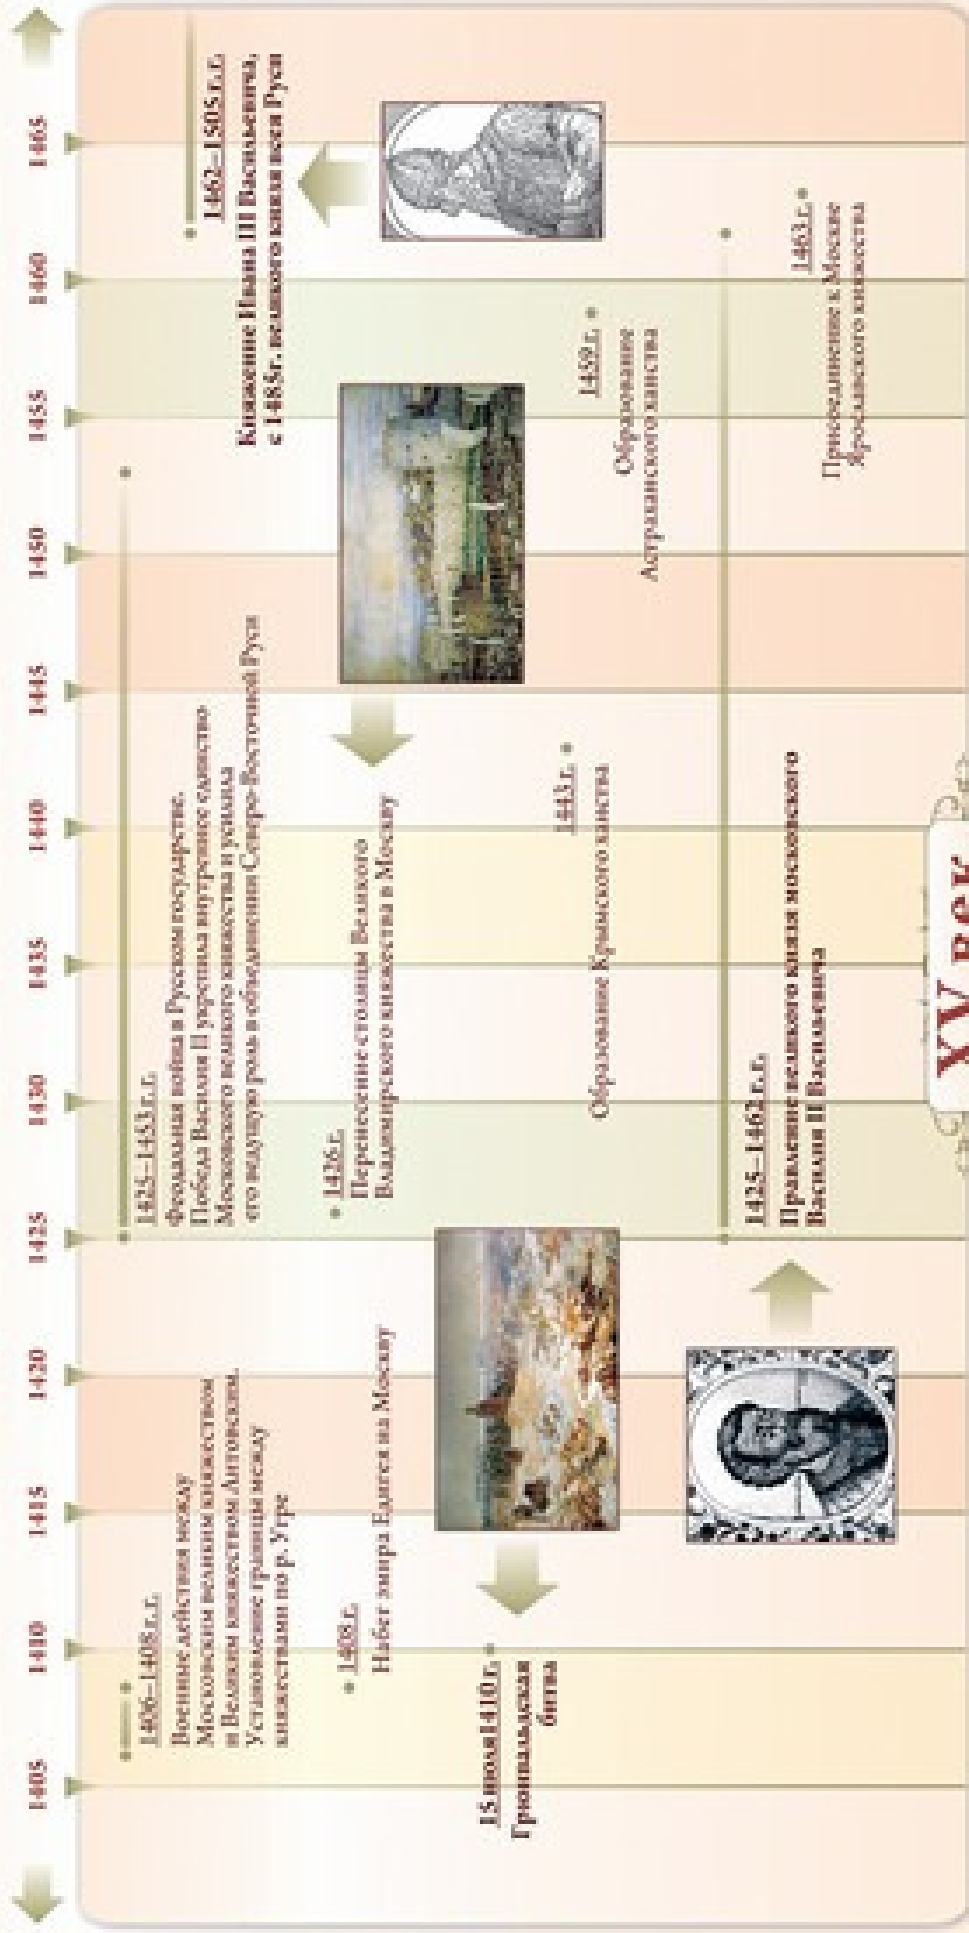 1405 1410 1415 1420 1425 1430 1435 1440 1445 1450 1455 1460 1465
1406–1408 г. г.
Военные действия между
Московским великим княжеством
и Великим княжеством Литовским.
Установление границы между
княжествами по р. Угре
1408 г.
Набег эмира Едигея на Москву
15 июля 1410 г.
Грюнвальдская
битва
1425–1453 г. г.
Феодальная война в Русском государстве.
Победа Василия II укрепила внутреннее единство
Московского великого княжества и усилила
его ведущую роль в объединении Северо-Восточной Руси
1426 г.
Перенесение столицы Великого
Владимирского княжества в Москву
1443 г.
Образование Крымского ханства
1425–1462 г. г.
Правление великого князя московского
Василия II Васильевича
1459 г.
Образование
Астраханского ханства
1462–1505 г. г.
Княжение Ивана III Васильевича,
с 1485г. великого князя всея Руси
1463 г.
Присоединение к Москве
Ярославского княжества
XV век